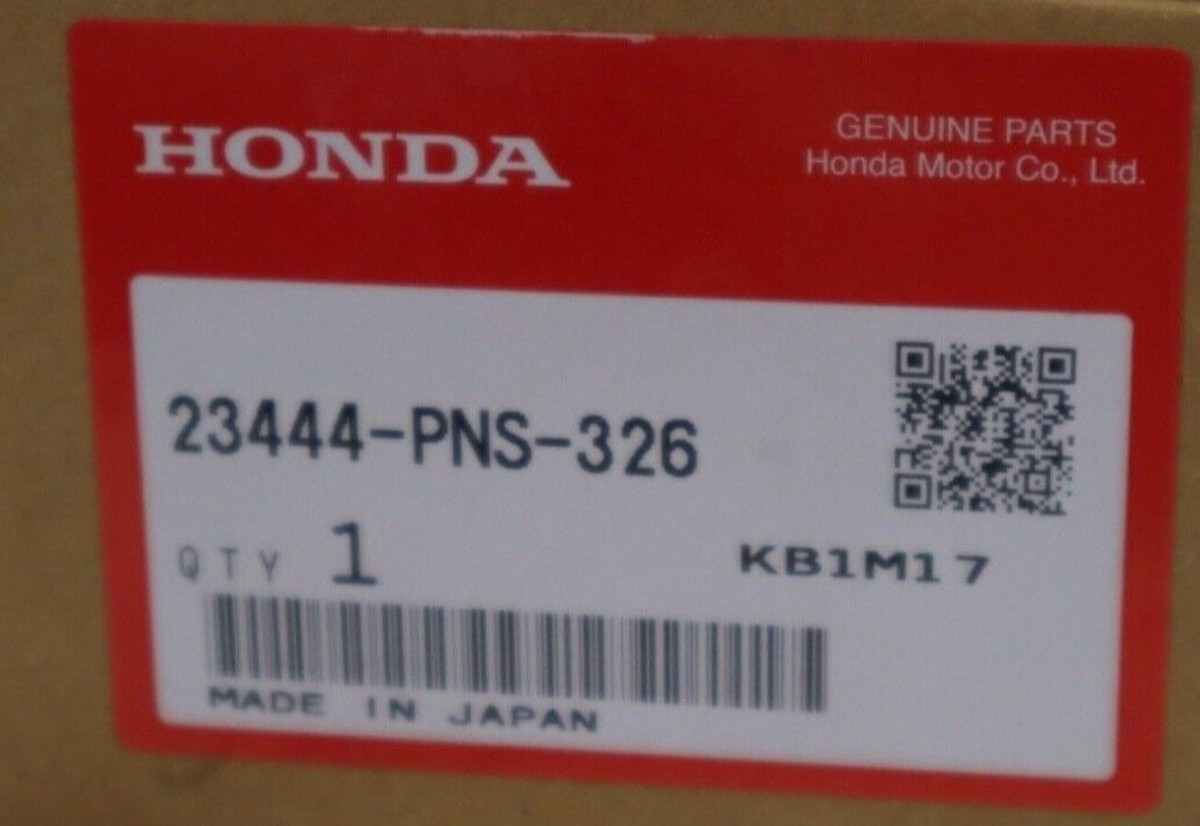 HONDA
GENUINE PARTS
Honda Motor Co., Ltd.
23444-PNS-326
QTY 1
KB1M17
MADE IN JAPAN